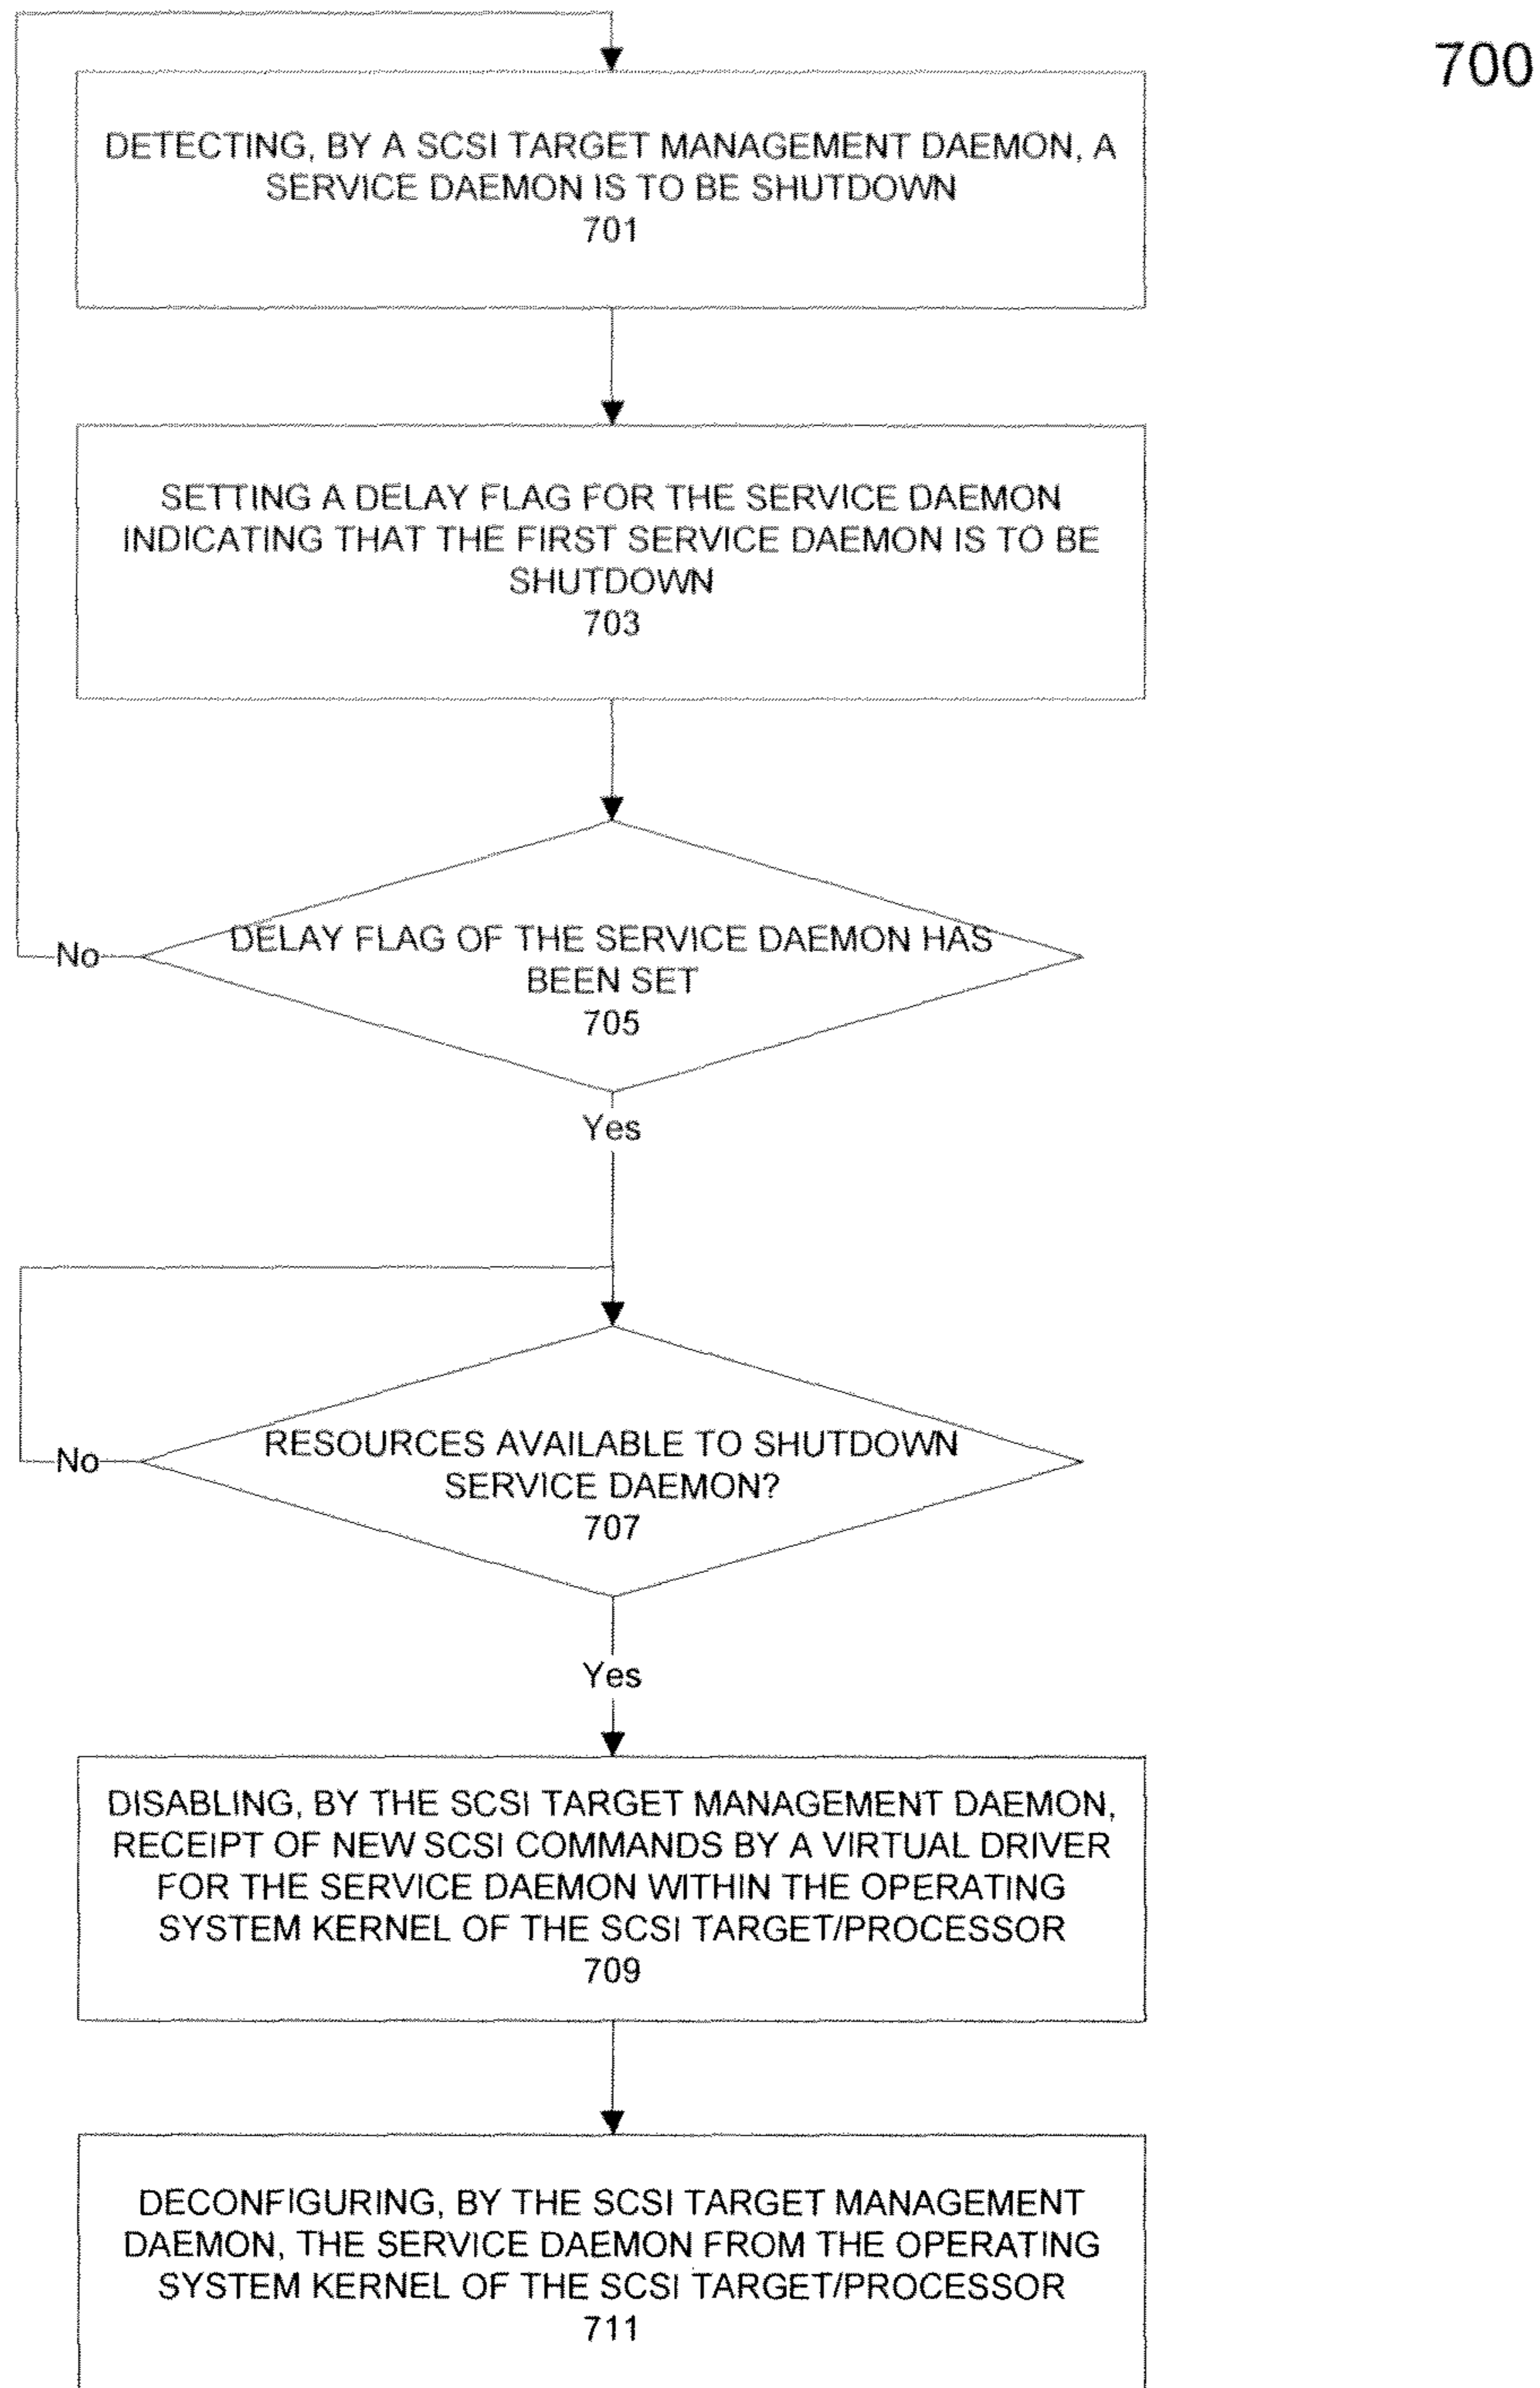 700
DETECTING, BY A SCSI TARGET MANAGEMENT DAEMON, A
SERVICE DAEMON IS TO BE SHUTDOWN
701
SETTING A DELAY FLAG FOR THE SERVICE DAEMON
INDICATING THAT THE FIRST SERVICE DAEMON IS TO BE
SHUTDOWN
703
DELAY FLAG OF THE SERVICE DAEMON HAS
BEEN SET
705
No
Yes
RESOURCES AVAILABLE TO SHUTDOWN
SERVICE DAEMON?
707
No
Yes
DISABLING, BY THE SCSI TARGET MANAGEMENT DAEMON,
RECEIPT OF NEW SCSI COMMANDS BY A VIRTUAL DRIVER
FOR THE SERVICE DAEMON WITHIN THE OPERATING
SYSTEM KERNEL OF THE SCSI TARGET/PROCESSOR
709
DECONFIGURING, BY THE SCSI TARGET MANAGEMENT
DAEMON, THE SERVICE DAEMON FROM THE OPERATING
SYSTEM KERNEL OF THE SCSI TARGET/PROCESSOR
711